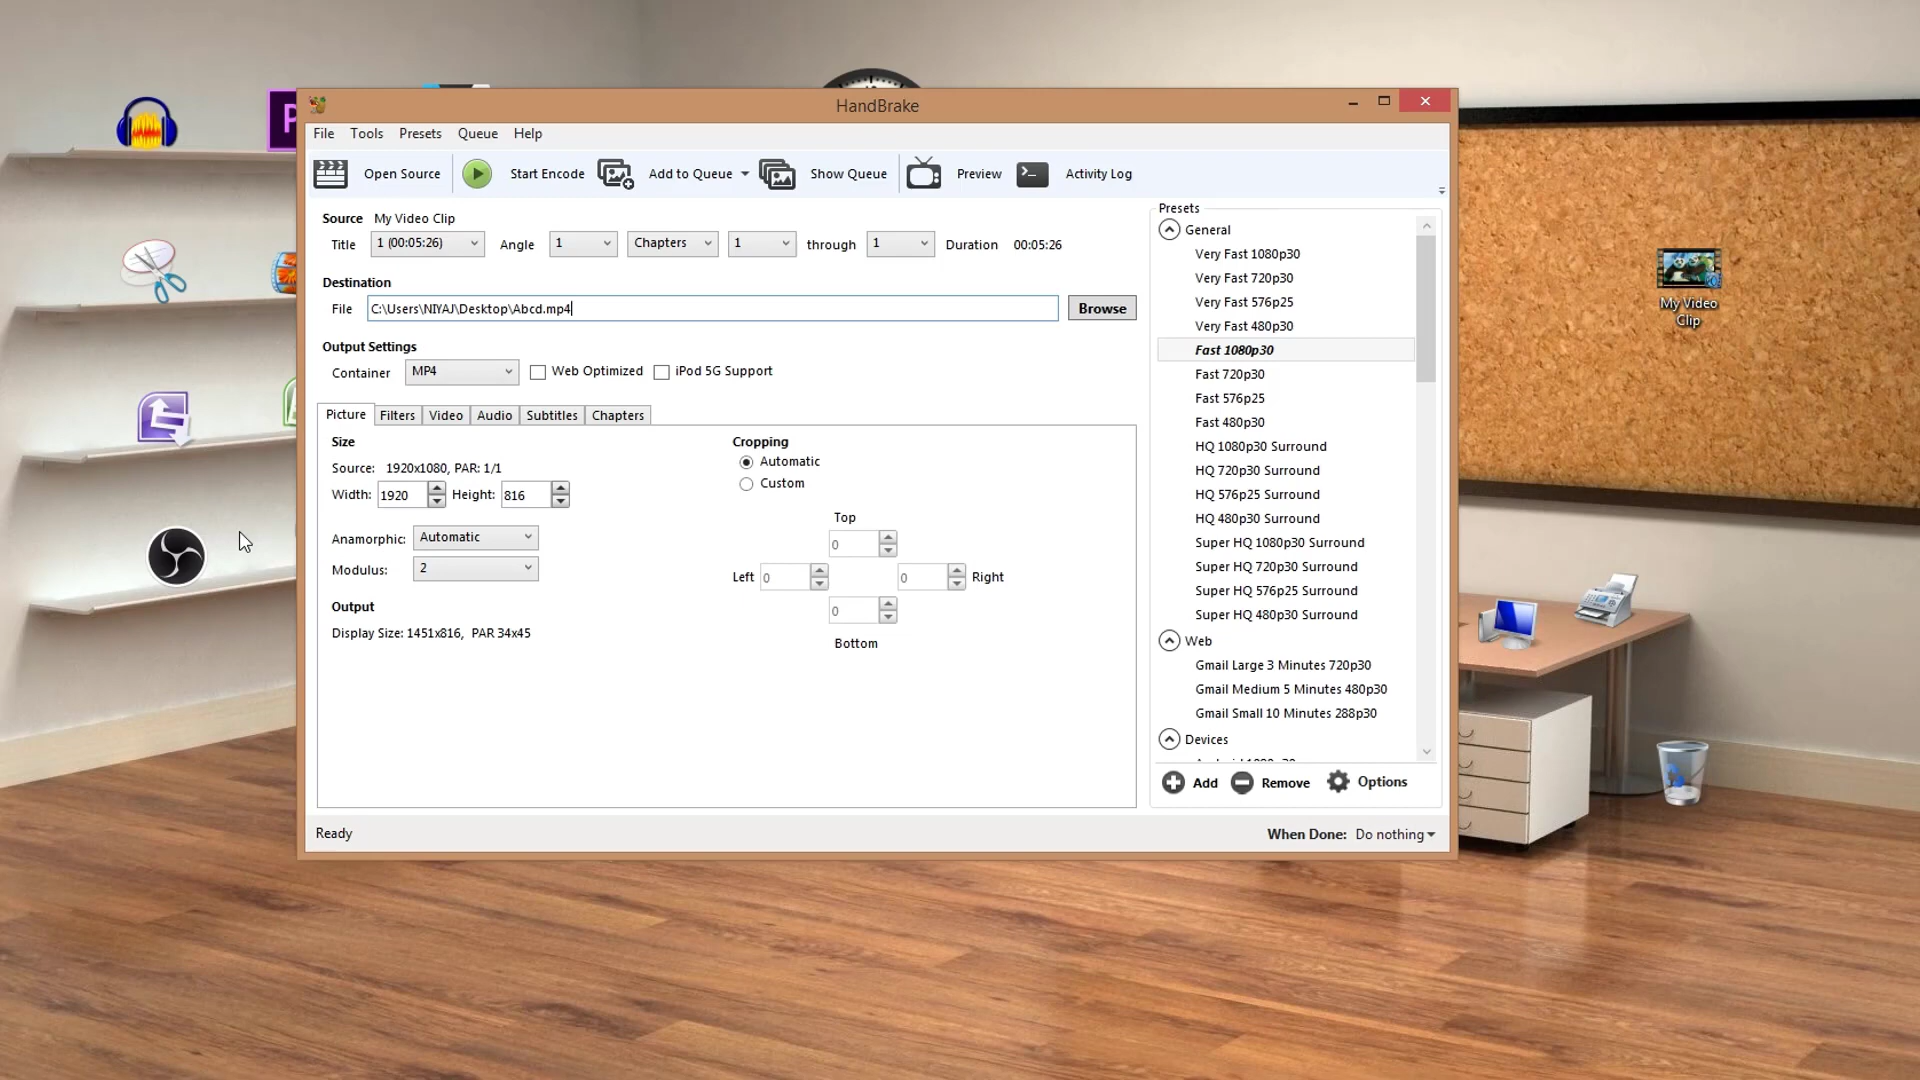 HandBrake
File Tools Presets Queue Help
Open Source Start Encode Add to Queue Show Queue Preview Activity Log
Source My Video Clip
Title 1 (00:05:26) Angle 1 Chapters 1 through 1 Duration 00:05:26
Destination
File C:\Users\NIYAJ\Desktop\Abcd.mp4 Browse
Output Settings
Container MP4 Web Optimized iPod 5G Support
Picture Filters Video Audio Subtitles Chapters
Size
Source: 1920x1080, PAR: 1/1
Width: 1920 Height: 816
Anamorphic: Automatic
Modulus: 2
Output
Display Size: 1451x816, PAR 34x45
Cropping
Automatic
Custom
Top
0
Left 0 0 Right
0
Bottom
Presets
General
Very Fast 1080p30
Very Fast 720p30
Very Fast 576p25
Very Fast 480p30
Fast 1080p30
Fast 720p30
Fast 576p25
Fast 480p30
HQ 1080p30 Surround
HQ 720p30 Surround
HQ 576p25 Surround
HQ 480p30 Surround
Super HQ 1080p30 Surround
Super HQ 720p30 Surround
Super HQ 576p25 Surround
Super HQ 480p30 Surround
Web
Gmail Large 3 Minutes 720p30
Gmail Medium 5 Minutes 480p30
Gmail Small 10 Minutes 288p30
Devices
Add Remove Options
Ready
When Done: Do nothing
My Video
Clip